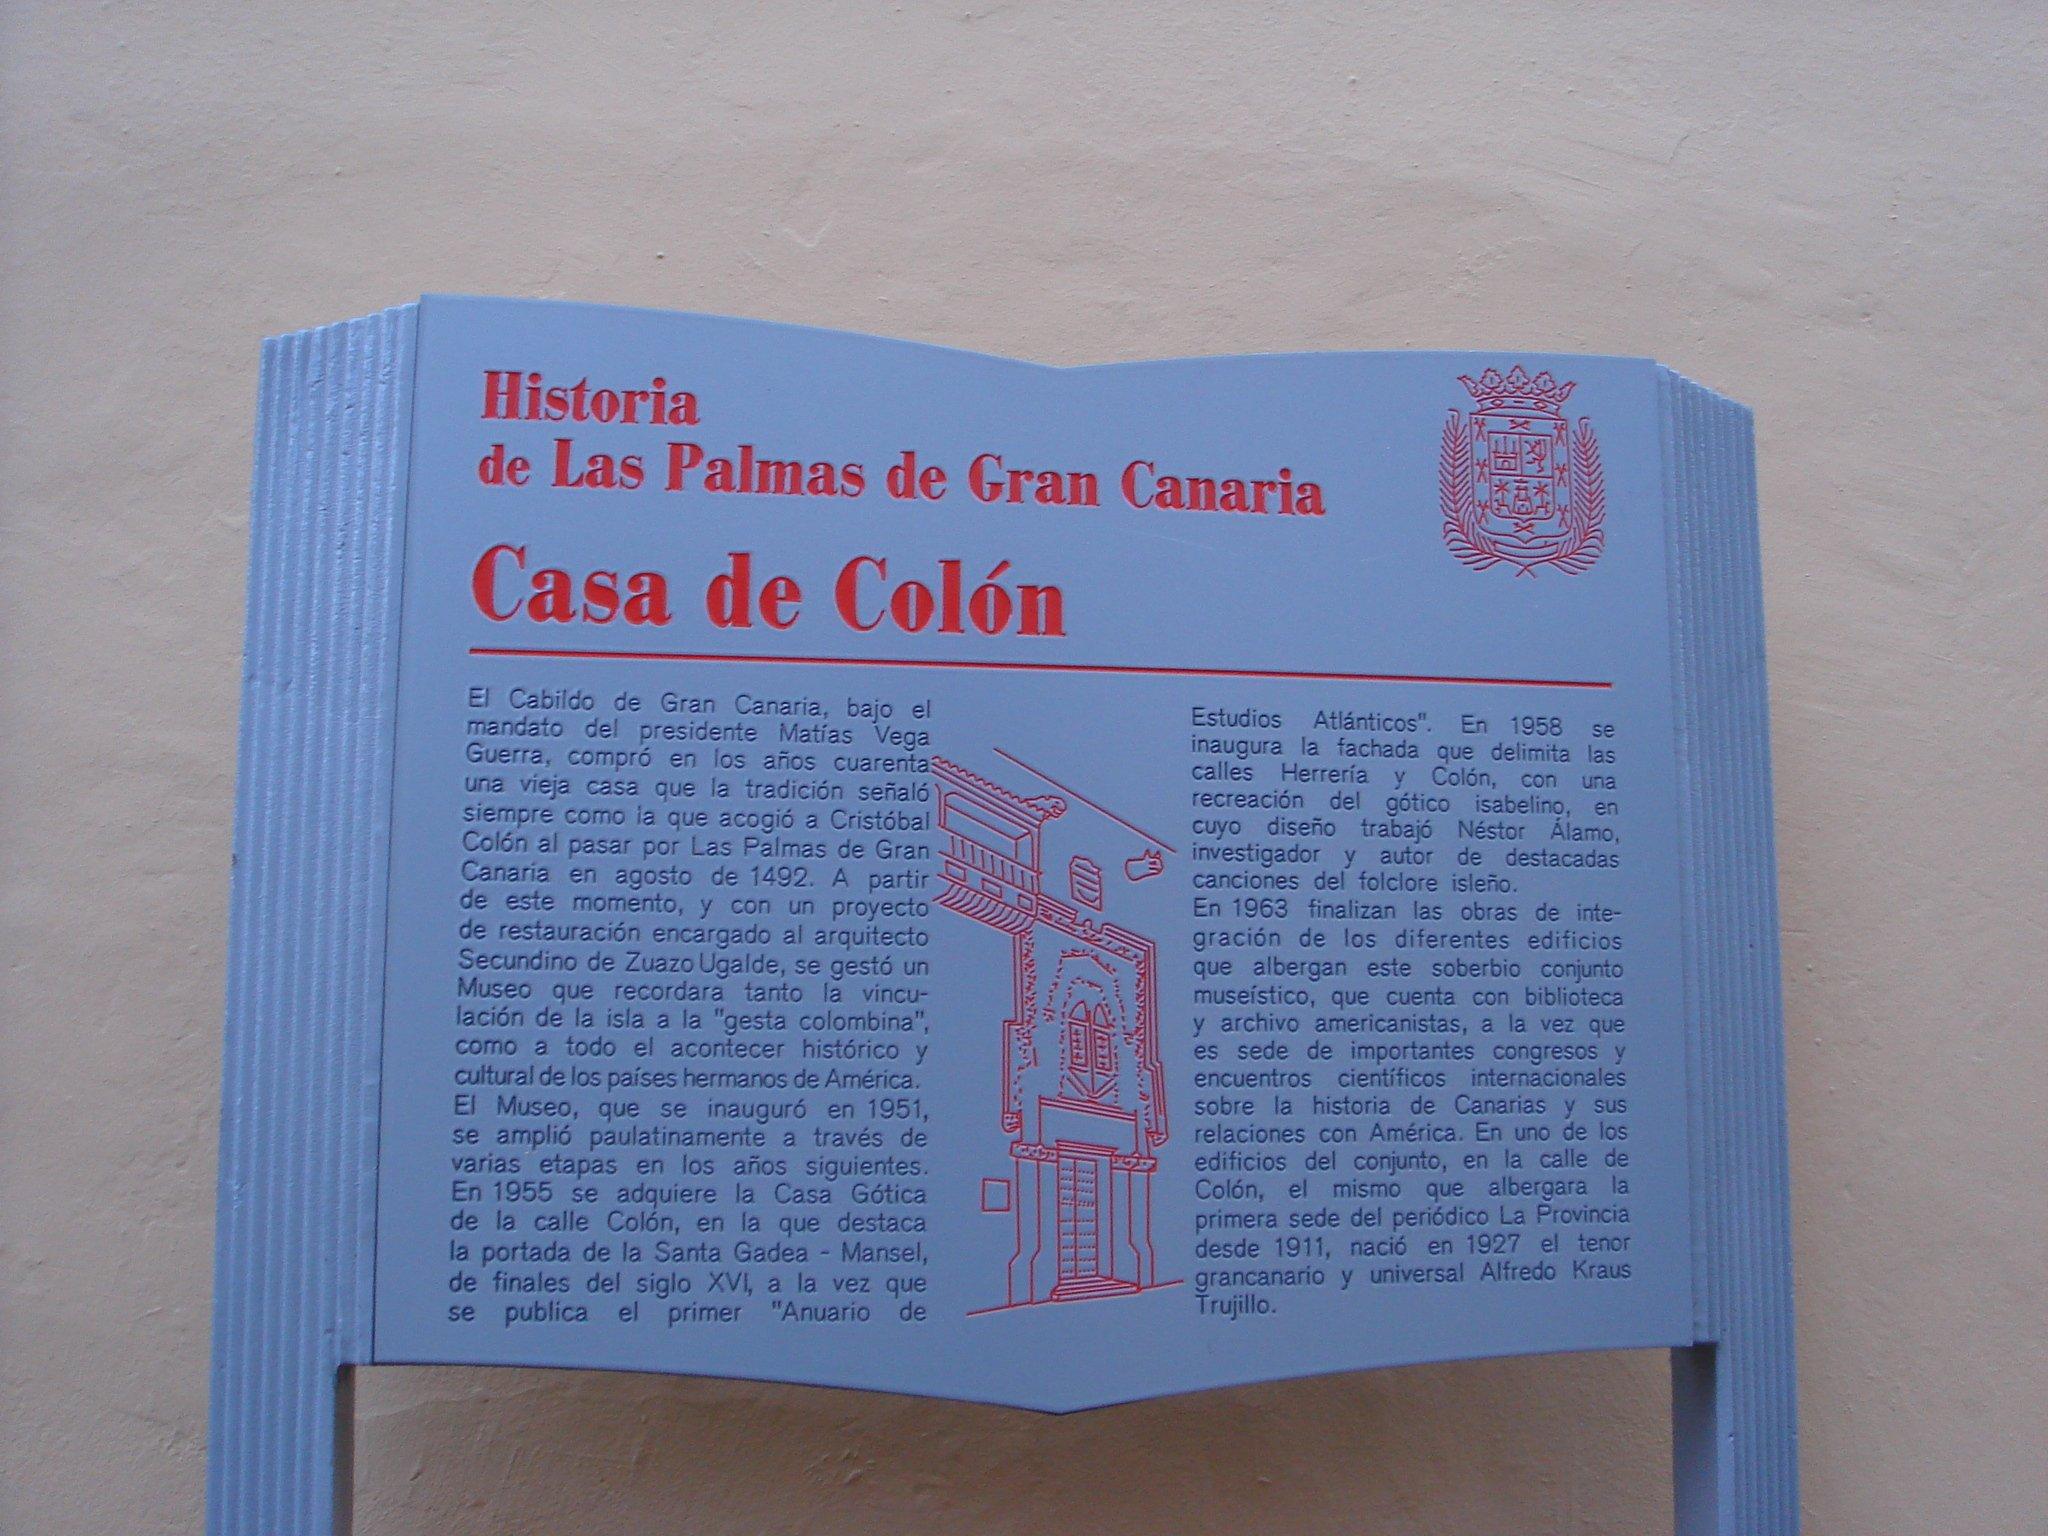 Historia
de Las Palmas de Gran Canaria
Casa de Colón
El Cabildo de Gran Canaria, bajo el
mandato del presidente Matías Vega
Guerra, compró en los años cuarenta
una vieja casa que la tradición señaló
siempre como la que acogió a Cristóbal
Colón al pasar por Las Palmas de Gran
Canaria en agosto de 1492. A partir
de este momento, y con un proyecto
de restauración encargado al arquitecto
Secundino de Zuazo Ugalde, se gestó un
Museo que recordara tanto la vincu-
lación de la isla a la "gesta colombina",
como a todo el acontecer histórico y
cultural de los países hermanos de América.
El Museo, que se inauguró en 1951,
se amplió paulatinamente a través de
varias etapas en los años siguientes.
En 1955 se adquiere la Casa Gótica
de la calle Colón, en la que destaca
la portada de la Santa Gadea - Mansel,
de finales del siglo XVI, a la vez que
se publica el primer "Anuario de
Estudios Atlánticos". En 1958 se
inaugura la fachada que delimita las
calles Herrería y Colón, con una
recreación del gótico isabelino, en
cuyo diseño trabajó Néstor Álamo,
investigador y autor de destacadas
canciones del folclore isleño.
En 1963 finalizan las obras de inte-
gración de los diferentes edificios
que albergan este soberbio conjunto
museístico, que cuenta con biblioteca
y archivo americanistas, a la vez que
es sede de importantes congresos y
encuentros científicos internacionales
sobre la historia de Canarias y sus
relaciones con América. En uno de los
edificios del conjunto, en la calle de
Colón, el mismo que albergara la
primera sede del periódico La Provincia
desde 1911, nació en 1927 el tenor
grancanario y universal Alfredo Kraus
Trujillo.